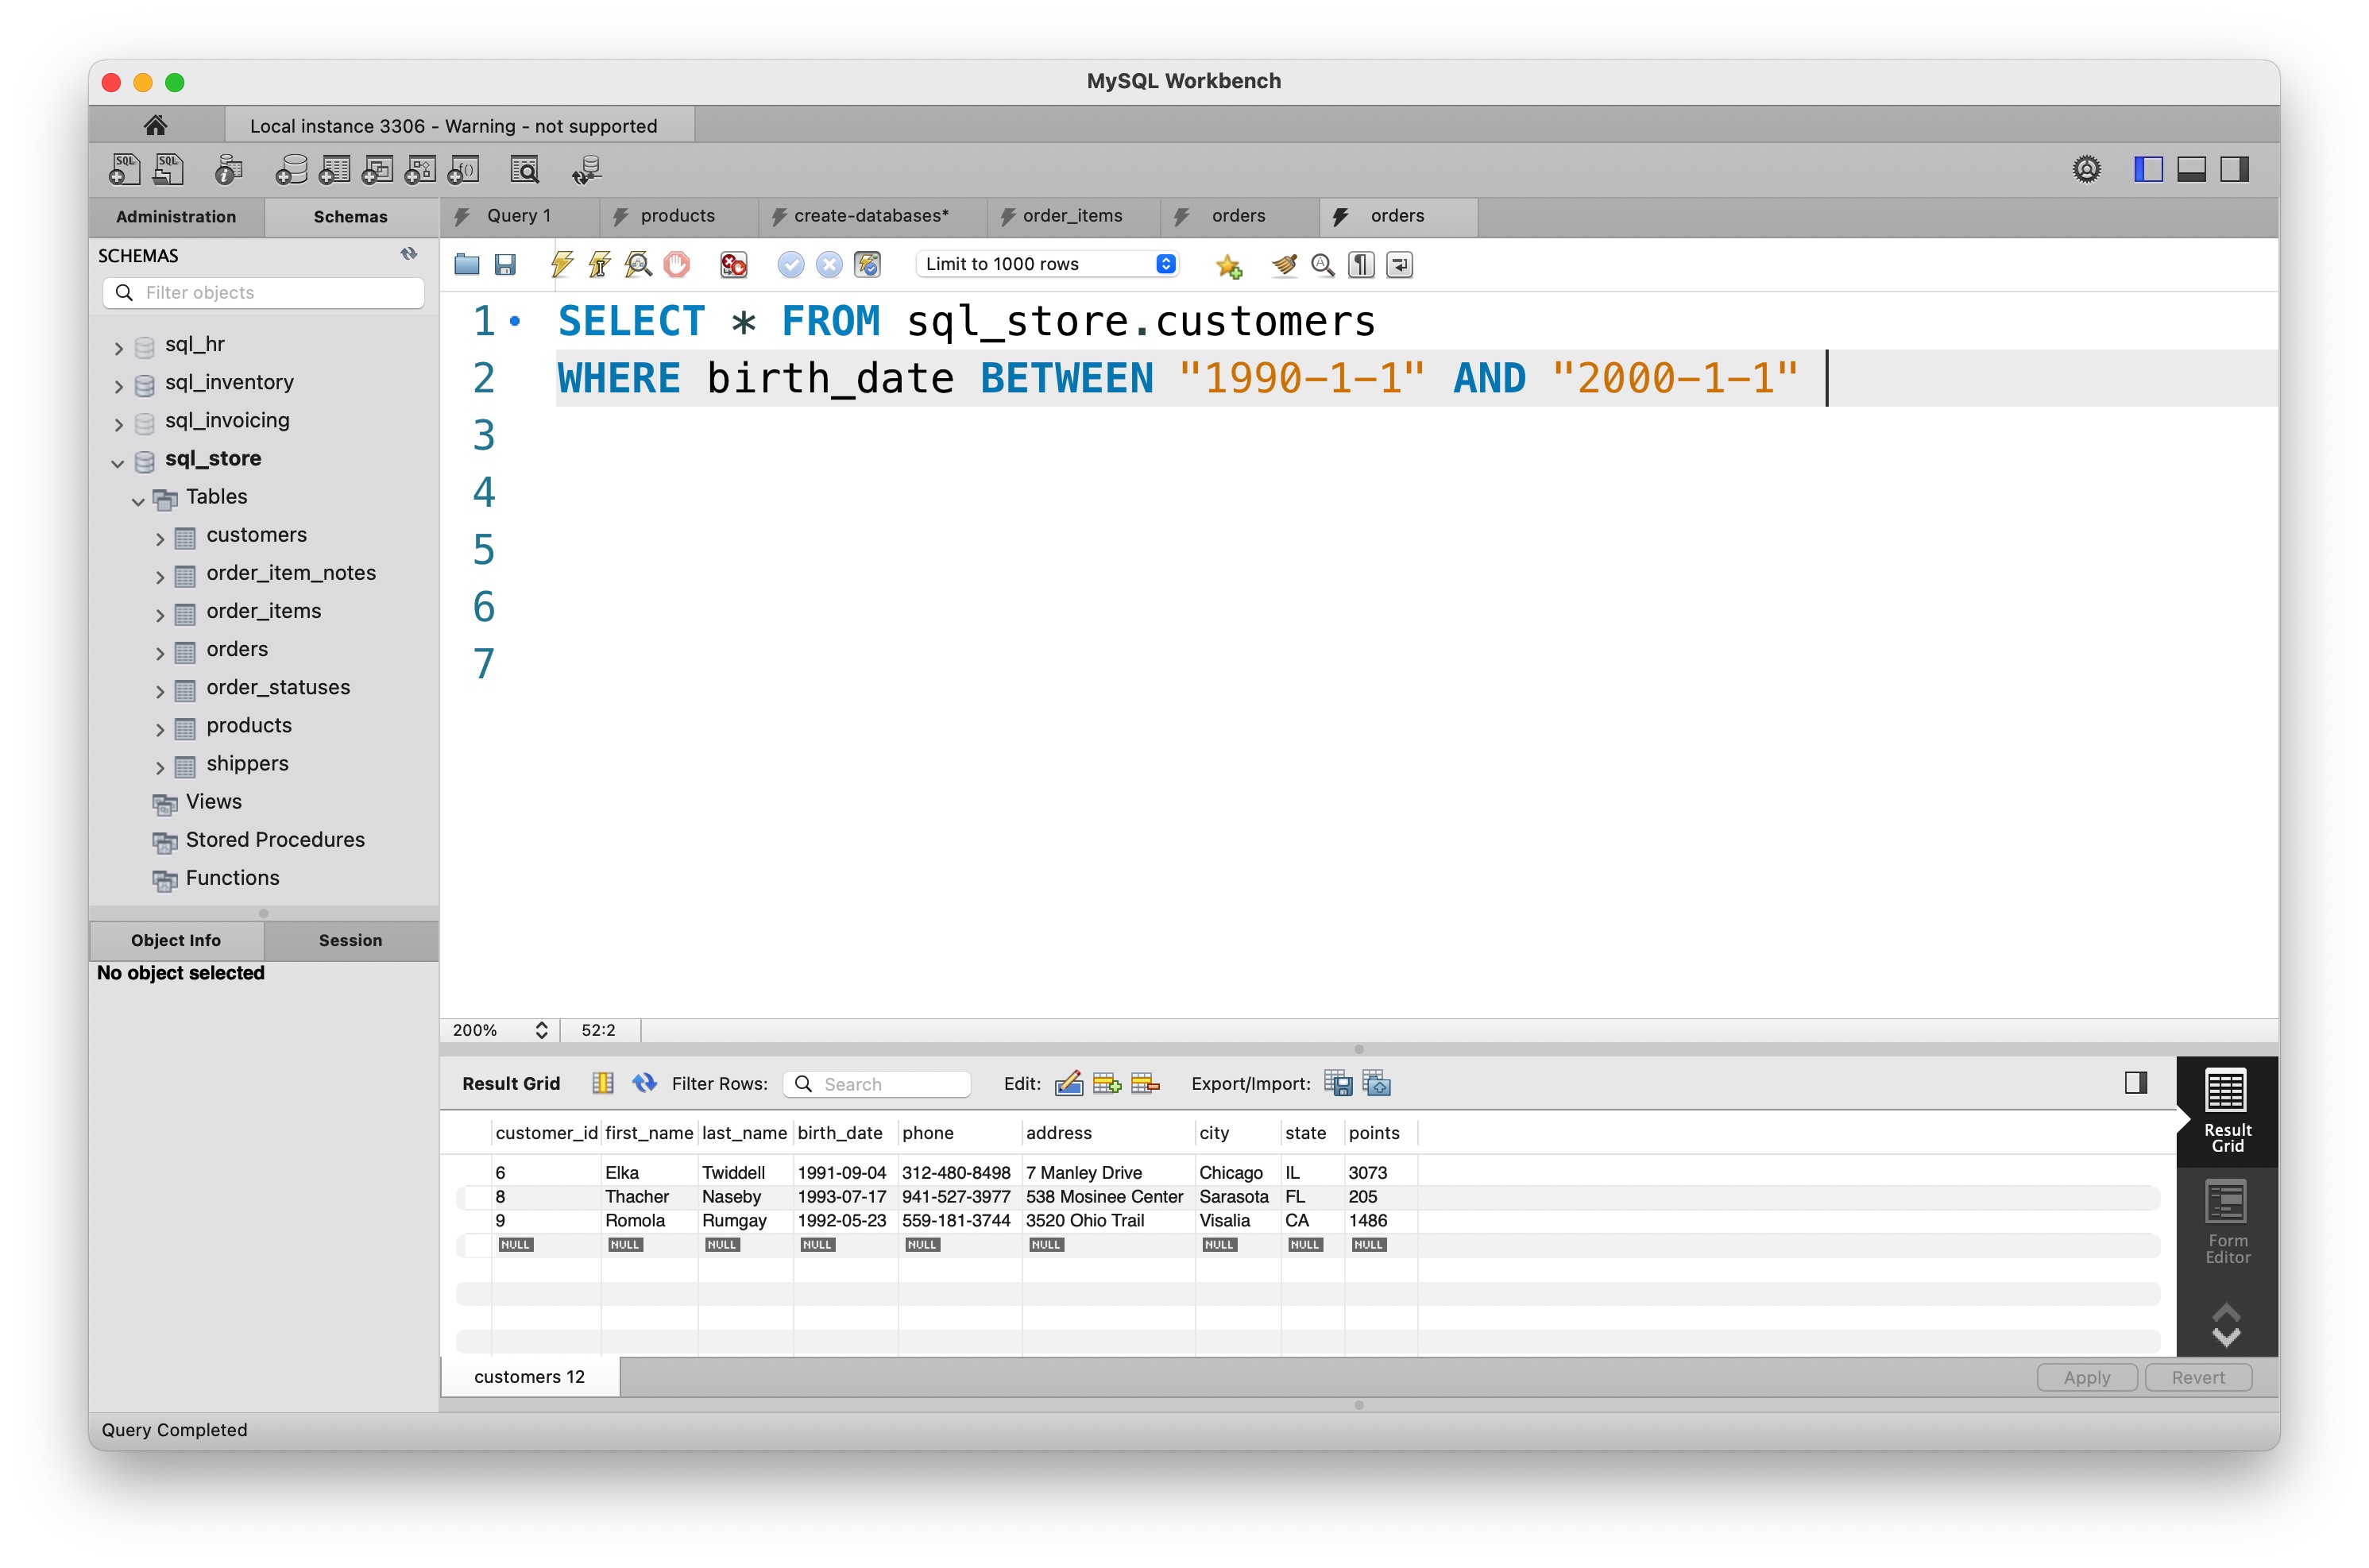 MySQL Workbench
Local instance 3306 - Warning - not supported
SQL SQL
Administration Schemas Query 1 products create-databases* order_items orders orders
SCHEMAS
Filter objects
Limit to 1000 rows
sql_hr
sql_inventory
sql_invoicing
sql_store
Tables
customers
order_item_notes
order_items
orders
order_statuses
products
shippers
Views
Stored Procedures
Functions
Object Info Session
No object selected
1 SELECT * FROM sql_store.customers
2 WHERE birth_date BETWEEN "1990-1-1" AND "2000-1-1"
3
4
5
6
7
200% 52:2
Result Grid Filter Rows: Search Edit: Export/Import:
customer_id first_name last_name birth_date phone address city state points
6 Elka Twiddell 1991-09-04 312-480-8498 7 Manley Drive Chicago IL 3073
8 Thacher Naseby 1993-07-17 941-527-3977 538 Mosinee Center Sarasota FL 205
9 Romola Rumgay 1992-05-23 559-181-3744 3520 Ohio Trail Visalia CA 1486
NULL NULL NULL NULL NULL NULL NULL NULL NULL
Result
Grid
Form
Editor
customers 12 Apply Revert
Query Completed